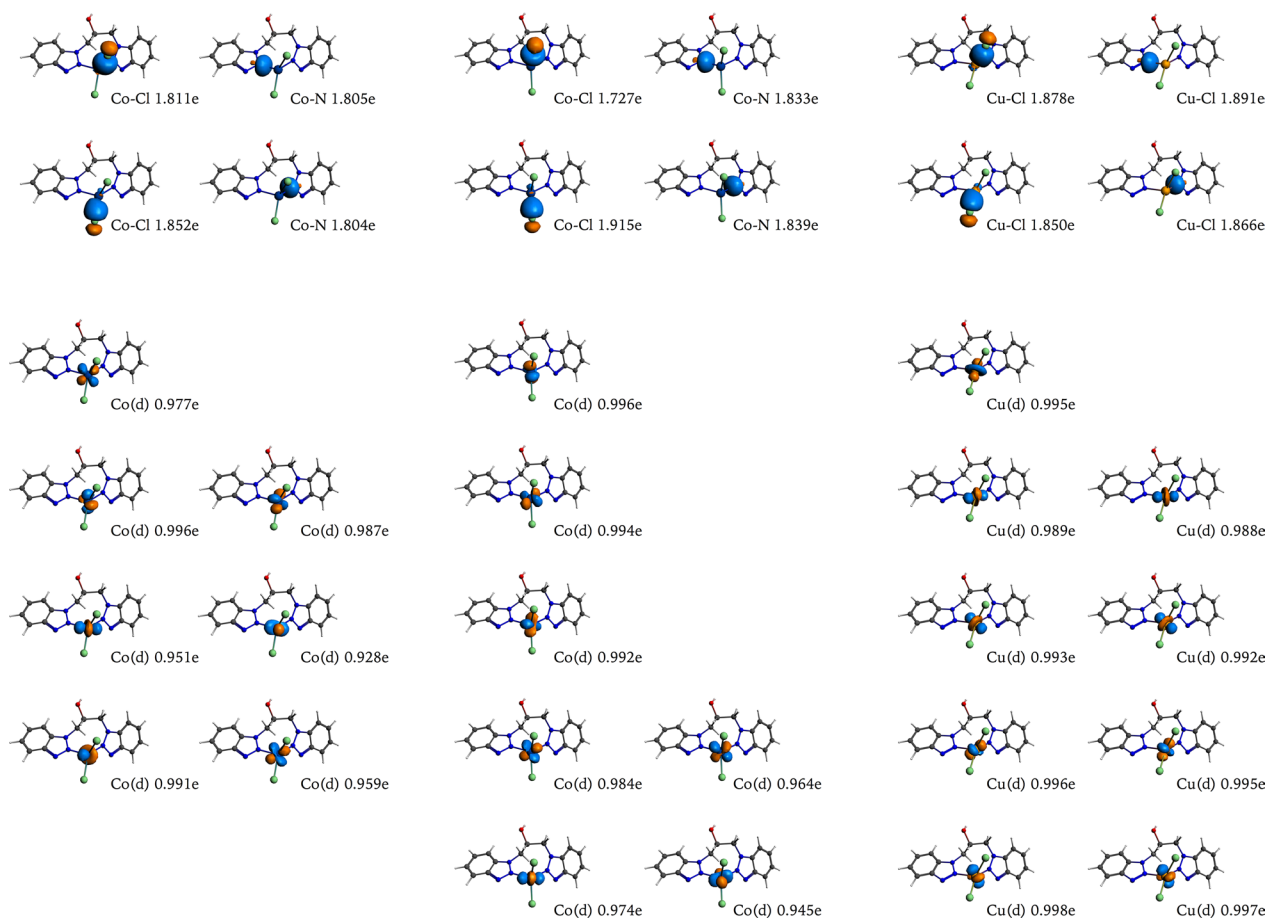 Co-Cl 1.811e Co-N 1.805e Co-Cl 1.727e Co-N 1.833e Cu-Cl 1.878e Cu-Cl 1.891e
Co-Cl 1.852e Co-N 1.804e Co-Cl 1.915e Co-N 1.839e Cu-Cl 1.850e Cu-Cl 1.866e
Co(d) 0.977e Co(d) 0.996e Cu(d) 0.995e
Co(d) 0.996e Co(d) 0.987e Co(d) 0.994e Cu(d) 0.989e Cu(d) 0.988e
Co(d) 0.951e Co(d) 0.928e Co(d) 0.992e Cu(d) 0.993e Cu(d) 0.992e
Co(d) 0.991e Co(d) 0.959e Co(d) 0.984e Co(d) 0.964e Cu(d) 0.996e Cu(d) 0.995e
Co(d) 0.974e Co(d) 0.945e Cu(d) 0.998e Cu(d) 0.997e